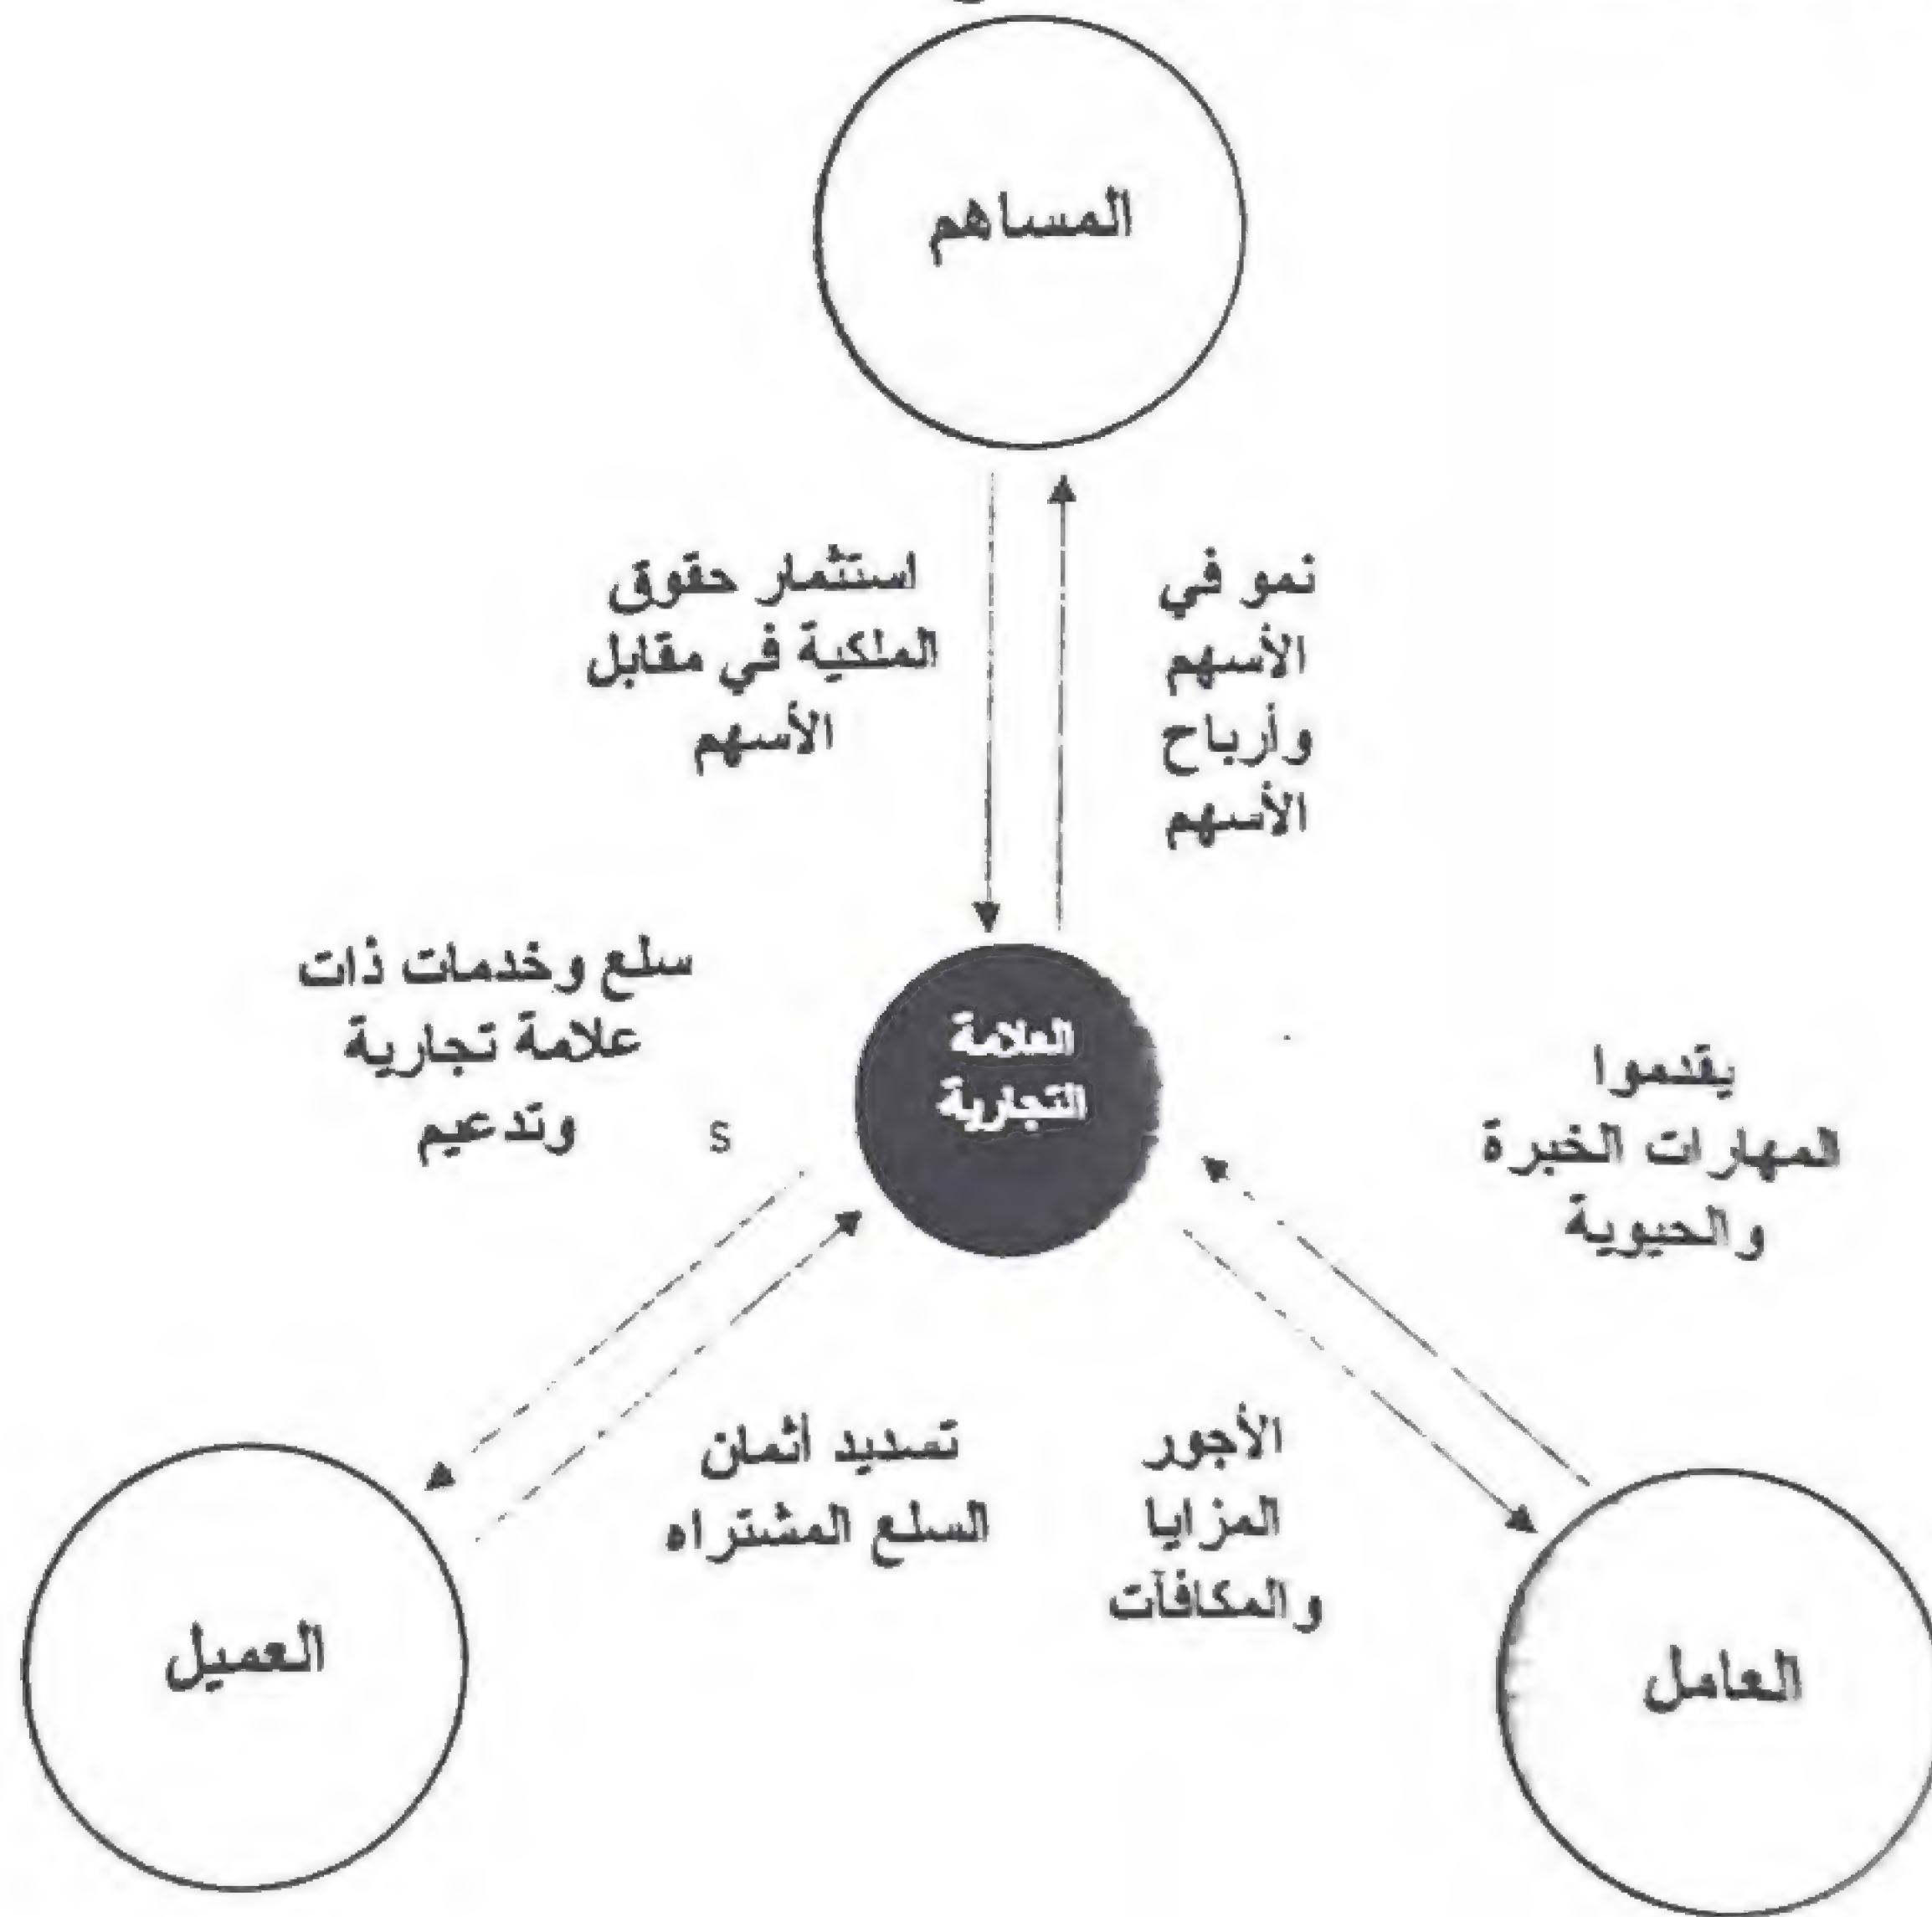 المساهم
استثمار حقوق
الملكية في مقابل
الأسهم
نمو في
الأسهم
وأرباح
الأسهم
سلع وخدمات ذات
علامة تجارية
وتدعيم
s
العلامة
التجارية
يقدموا
المهارات الخبرة
والحيوية
تسديد أثمان
السلع المشتراه
الأجور
المزايا
والمكافآت
العميل
العامل